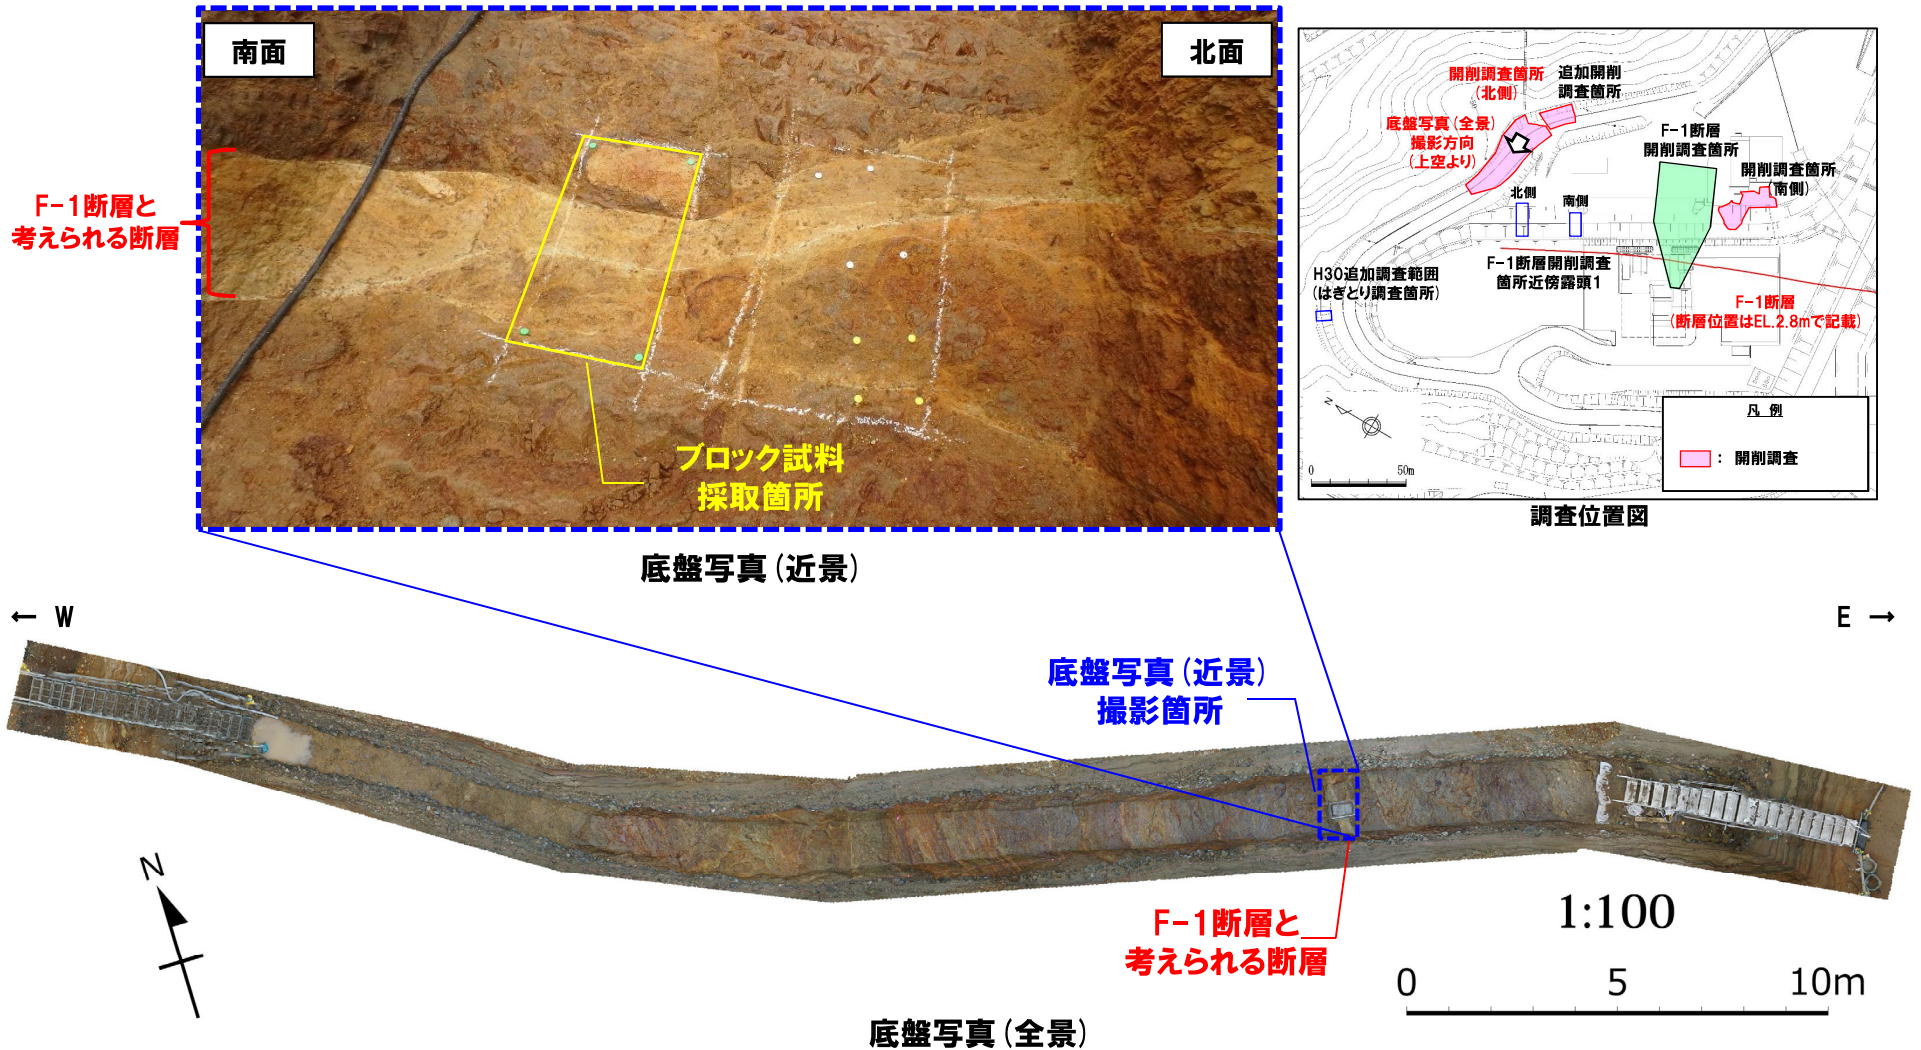 南面
北面
F-1断層と
考えられる断層
ブロック試料
採取箇所
底盤写真(近景)
開削調査箇所
(北側)
追加開削
調査箇所
底盤写真(全景)
撮影方向
(上空より)
F-1断層
開削調査箇所
開削調査箇所
(南側)
北側
南側
H30追加調査範囲
(はぎとり調査箇所)
F-1断層開削調査
箇所近傍露頭1
F-1断層
(断層位置はEL.2.8mで記載)
N
0
50m
凡 例
: 開削調査
調査位置図
← W
E →
底盤写真(近景)
撮影箇所
N
F-1断層と
考えられる断層
1:100
0
5
10m
底盤写真(全景)